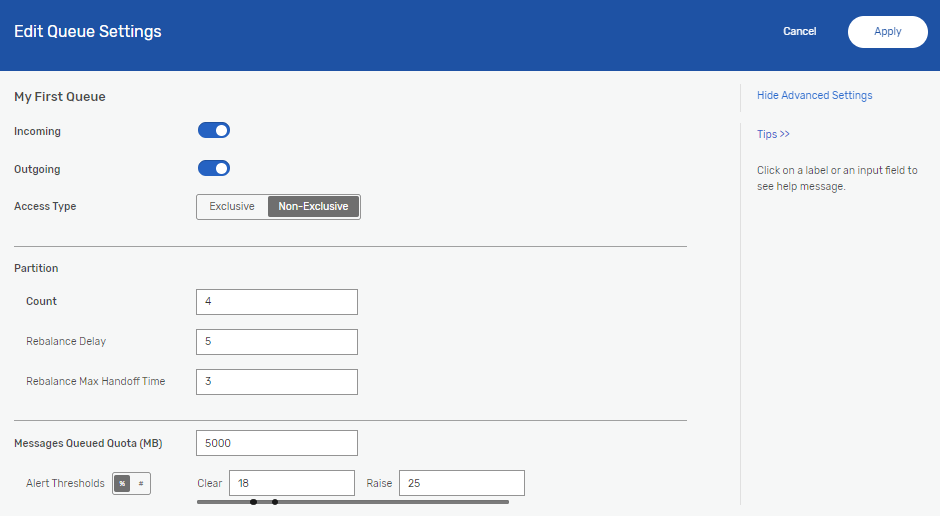 Edit Queue Settings
Cancel
Apply
My First Queue
Hide Advanced Settings
Incoming
Tips >>
Outgoing
Click on a label or an input field to
see help message.
Access Type
Exclusive
Non-Exclusive
Partition
Count
4
Rebalance Delay
5
Rebalance Max Handoff Time
3
Messages Queued Quota (MB)
5000
Alert Thresholds
%
#
Clear
18
Raise
25